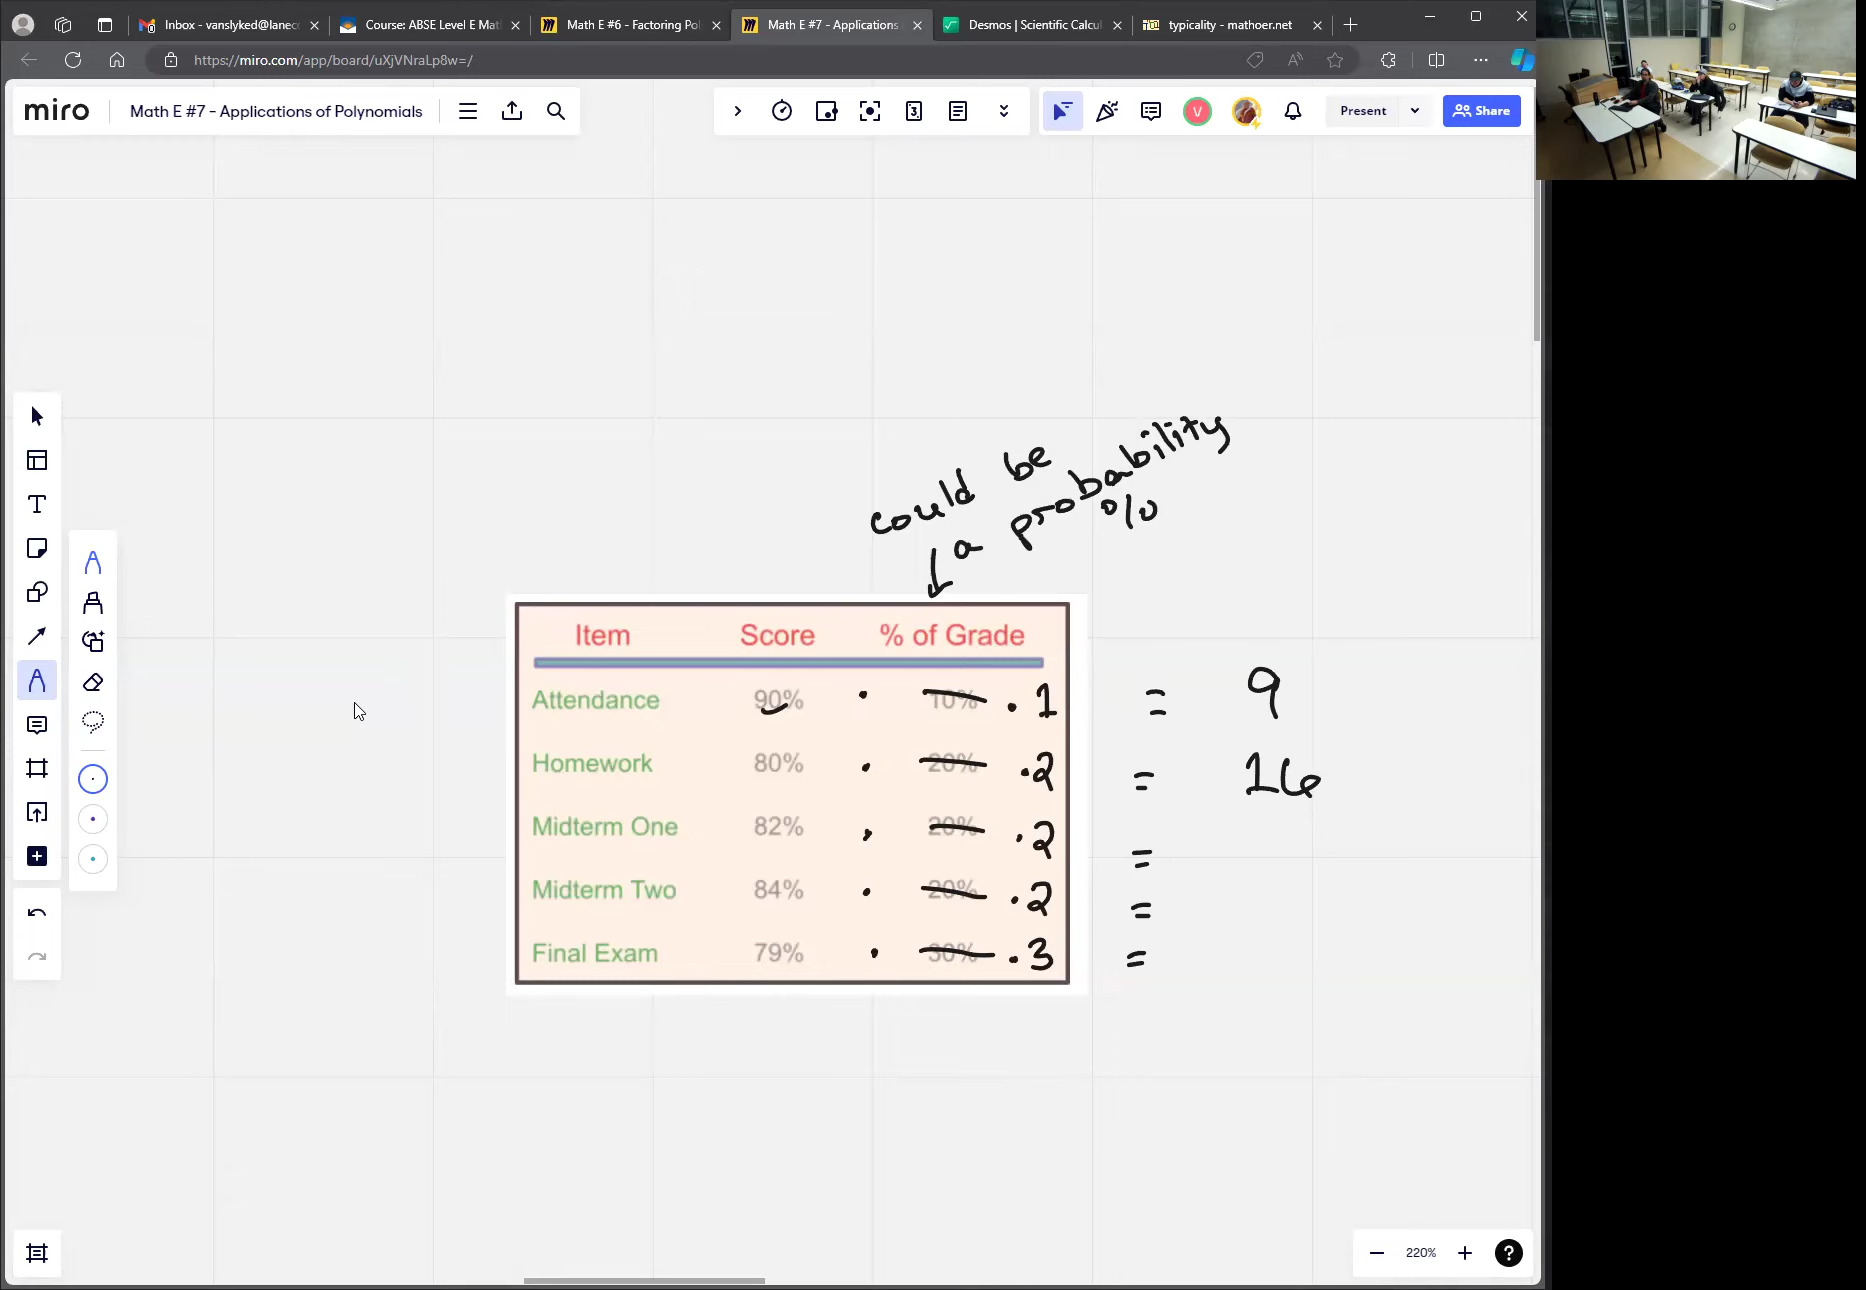 Inbox - vanslyked@lanecc
Course: ABSE Level E Mat
Math E #6 - Factoring Pol
Math E #7 - Applications
Desmos | Scientific Calcu
typicality - mathoer.net
https://miro.com/app/board/uXjVNraLp8w=/
miro
Math E #7 - Applications of Polynomials
V
Present
Share
could be
a probability
%
Item Score % of Grade
Attendance 90% · 10% .1 = 9
Homework 80% · 20% .2 = 16
Midterm One 82% · 20% .2 =
Midterm Two 84% · 20% .2 =
Final Exam 79% · 30% .3 =
220%
?